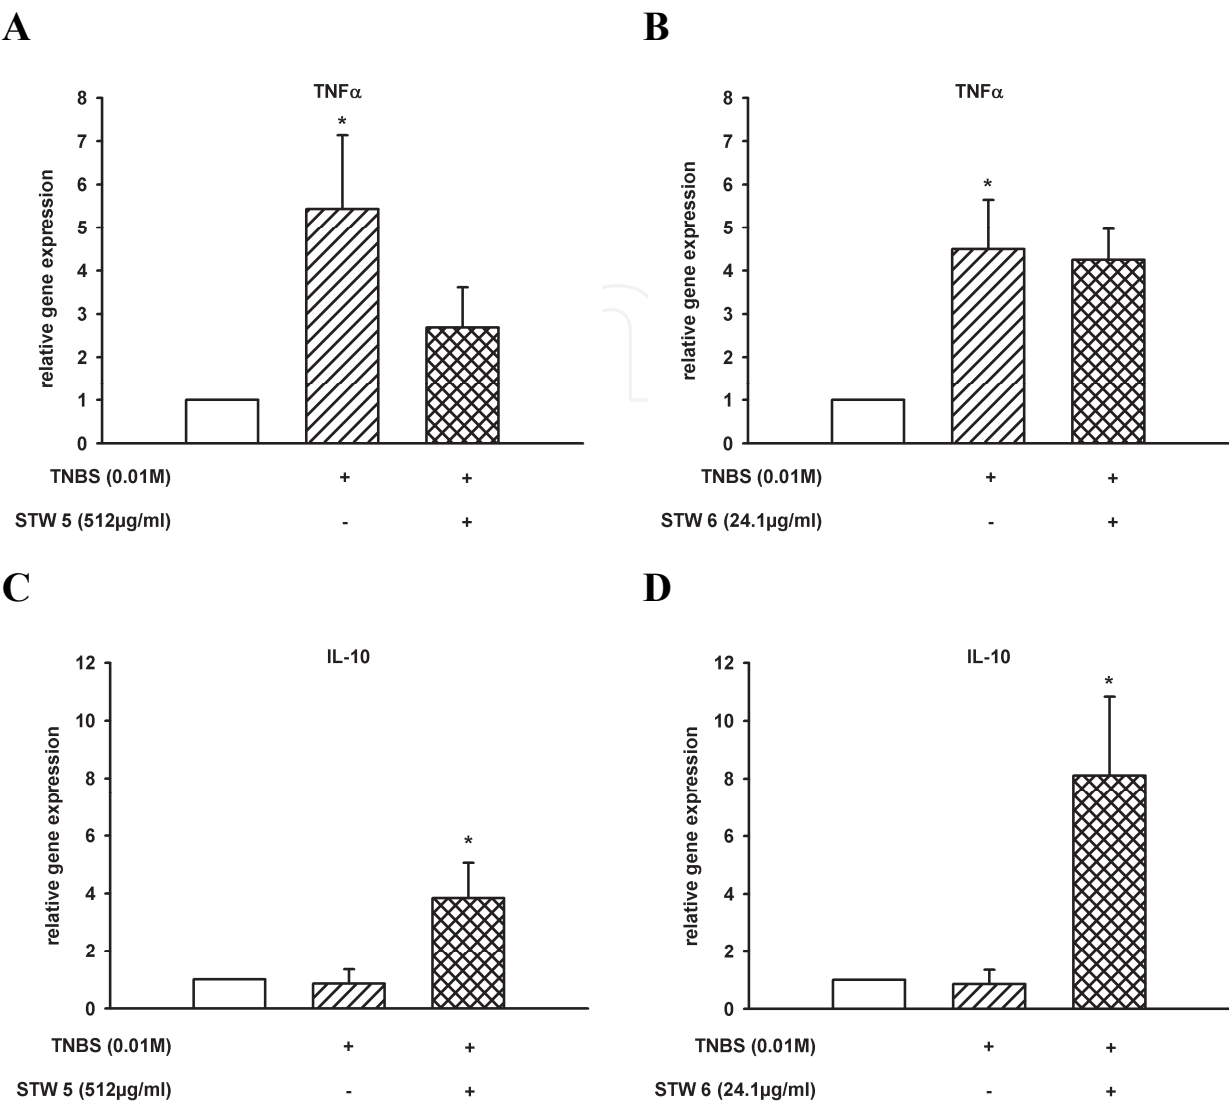 A
TNFα
8
7
6
5
4
3
2
1
0
relative gene expression
*
TNBS (0.01M) + +
STW 5 (512µg/ml) - +
B
TNFα
8
7
6
5
4
3
2
1
0
relative gene expression
*
TNBS (0.01M) + +
STW 6 (24.1µg/ml) - +
C
IL-10
12
10
8
6
4
2
0
relative gene expression
*
TNBS (0.01M) + +
STW 5 (512µg/ml) - +
D
IL-10
12
10
8
6
4
2
0
relative gene expression
*
TNBS (0.01M) + +
STW 6 (24.1µg/ml) - +